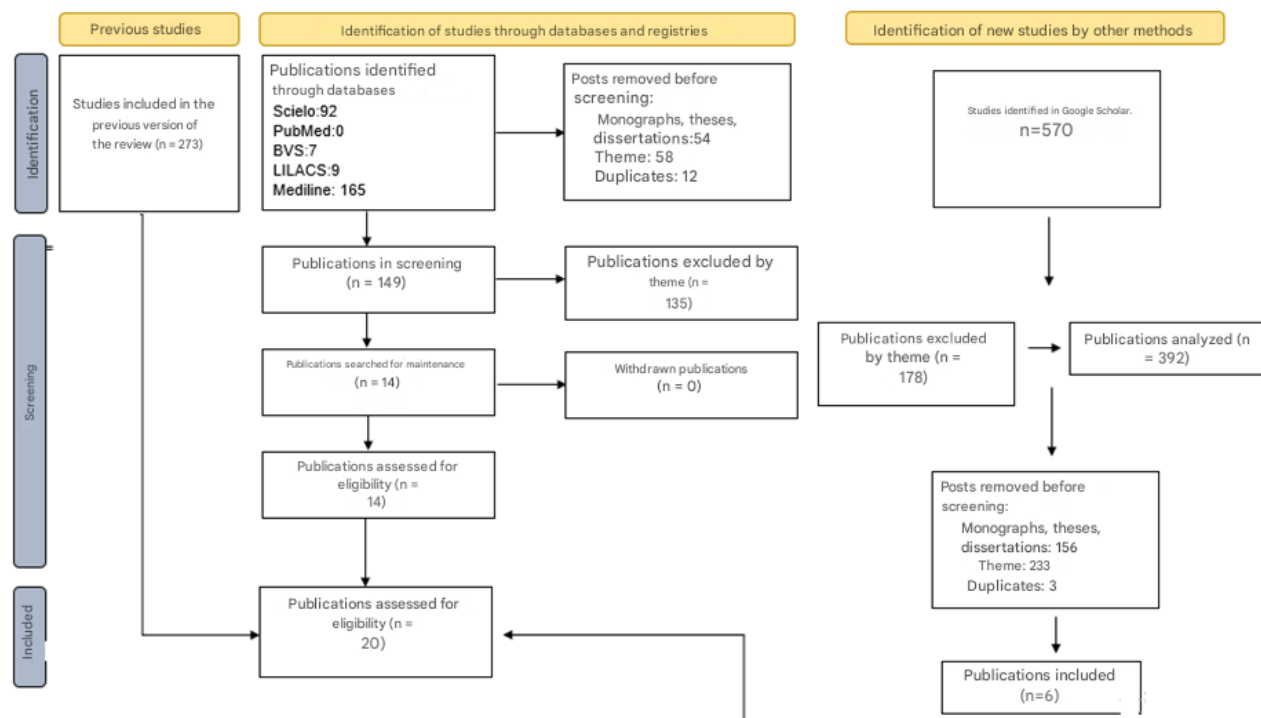 Previous studies
Identification of studies through databases and registries
Identification of new studies by other methods
Identification
Studies included in the
previous version of
the review (n = 273)
Publications identified
through databases
Scielo:92
PubMed:0
BVS:7
LILACS:9
Mediline: 165
Posts removed before
screening:
Monographs, theses,
dissertations:54
Theme: 58
Duplicates: 12
Studies identified in Google Scholar.
n=570
Screening
Publications in screening
(n = 149)
Publications excluded by
theme (n =
135)
Publications searched for maintenance
(n = 14)
Withdrawn publications
(n = 0)
Publications assessed for
eligibility (n =
14)
Publications excluded
by theme (n =
178)
Publications analyzed (n
= 392)
Posts removed before
screening:
Monographs, theses,
dissertations: 156
Theme: 233
Duplicates: 3
Included
Publications assessed for
eligibility (n =
20)
Publications included
(n=6)